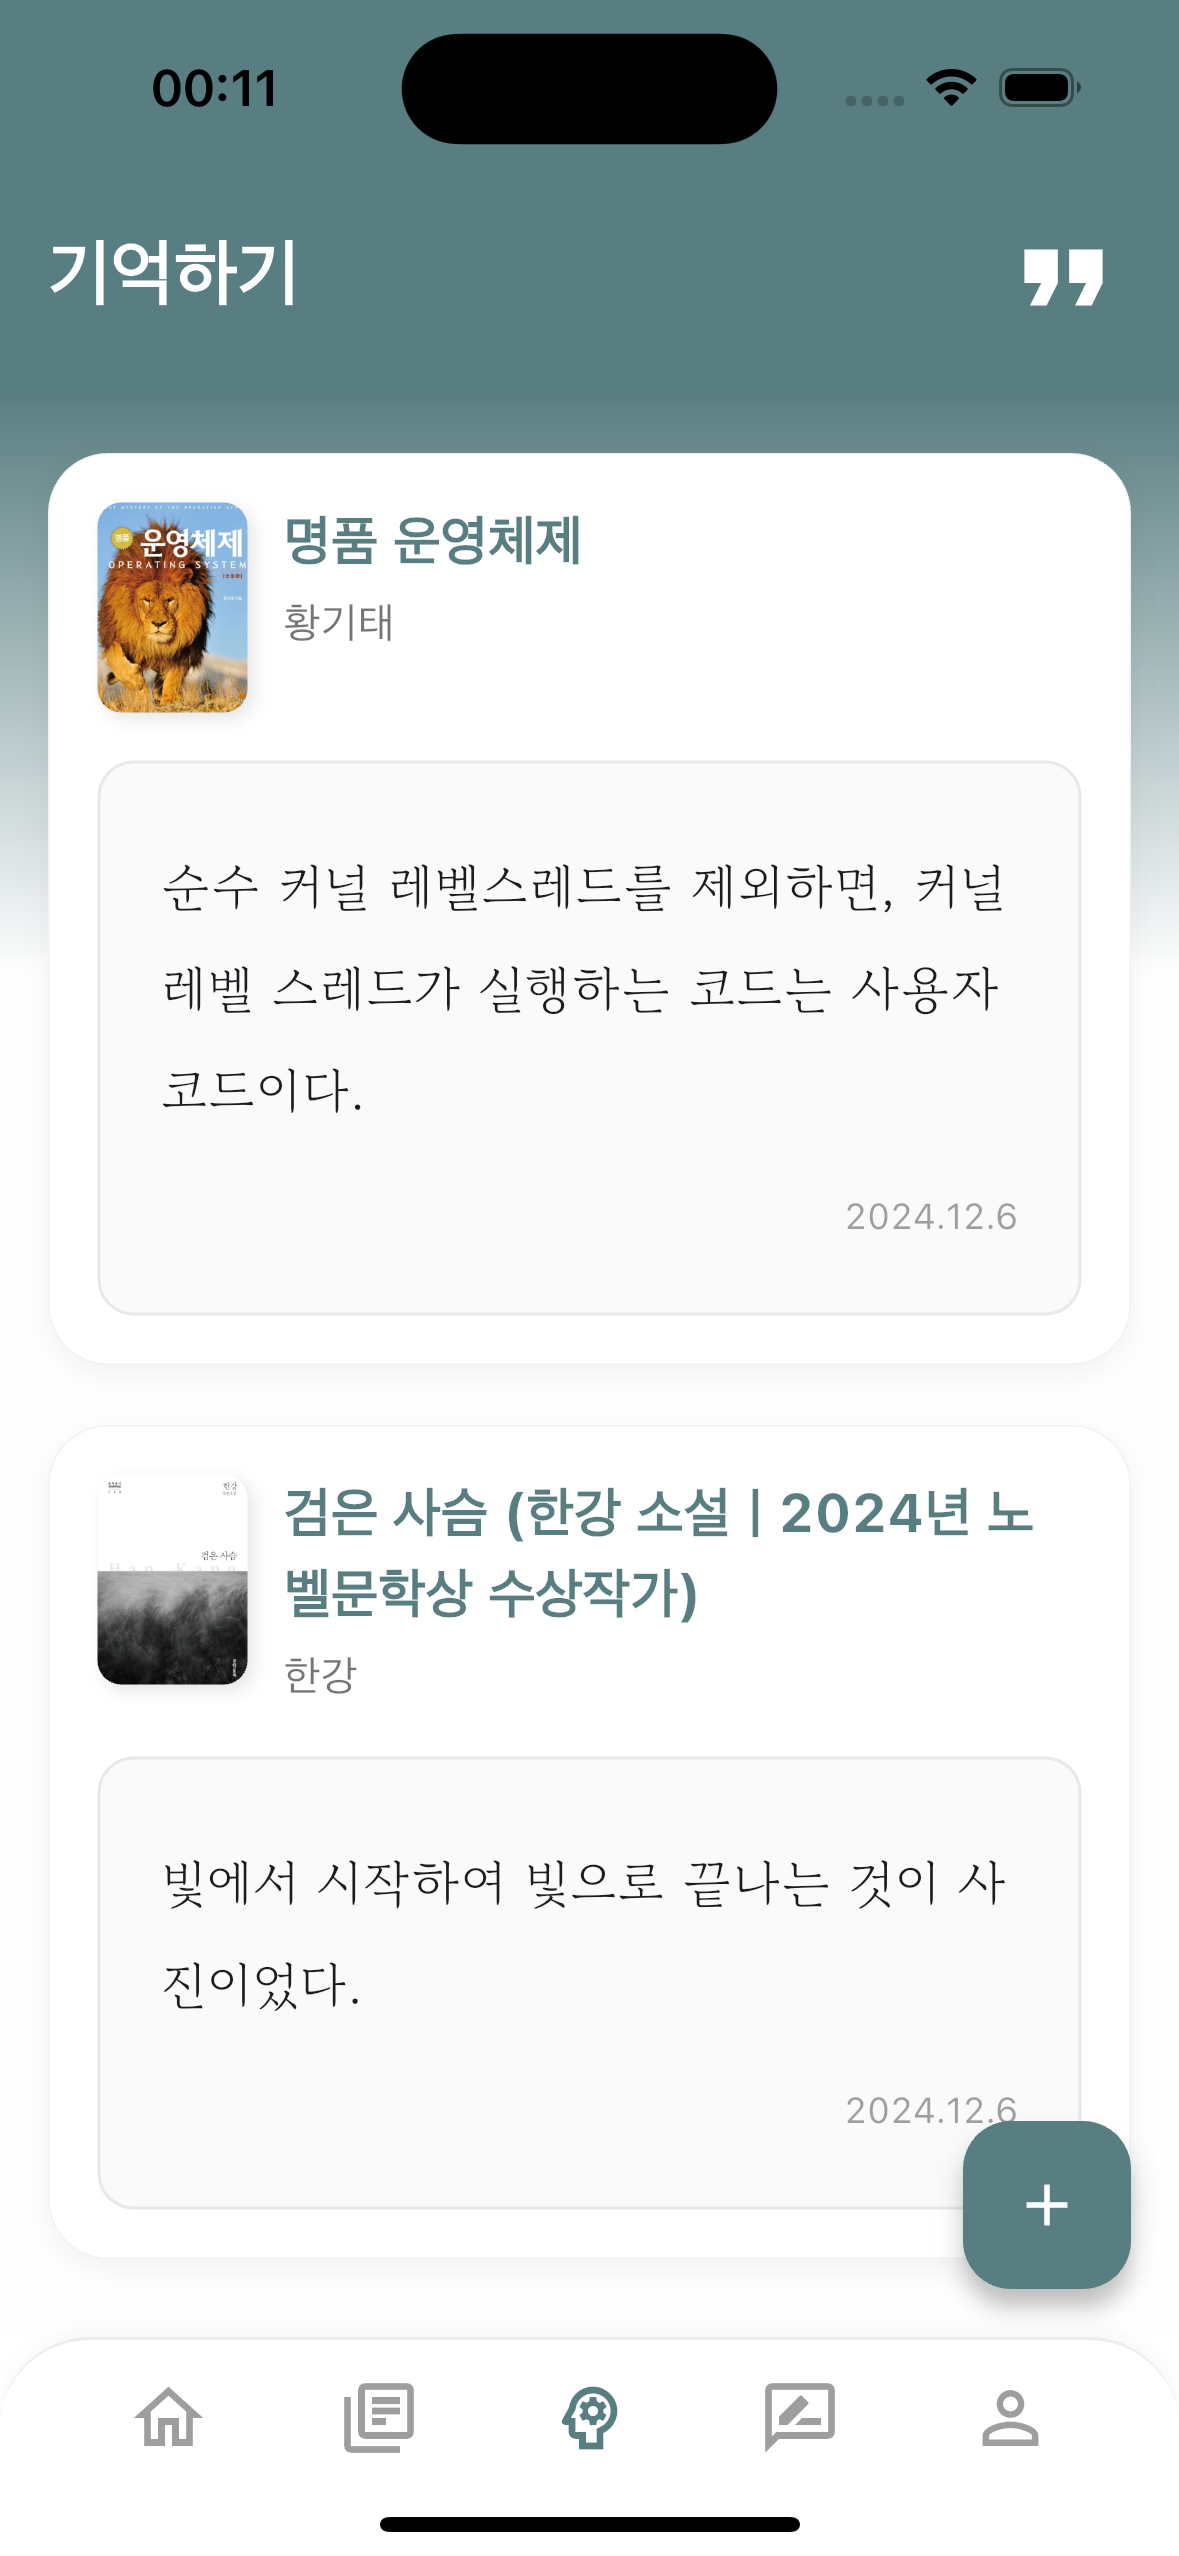 00:11
기억하기
명품
운영체제
OPERATING SYSTEM
명품 운영체제
황기태
순수 커널 레벨스레드를 제외하면, 커널
레벨 스레드가 실행하는 코드는 사용자
코드이다.
2024.12.6
한강
검은 사슴
Han Kang
검은 사슴 (한강 소설 | 2024년 노
벨문학상 수상작가)
한강
빛에서 시작하여 빛으로 끝나는 것이 사
진이었다.
2024.12.6